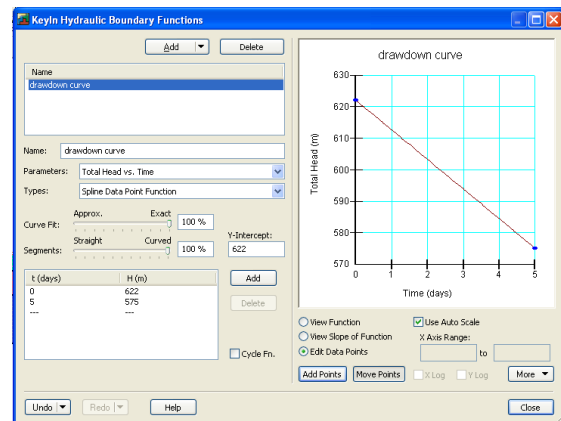 KeyIn Hydraulic Boundary Functions
Add
Delete
Name
drawdown curve
Name: drawdown curve
Parameters: Total Head vs. Time
Types: Spline Data Point Function
Curve Fit: Approx. Exact 100 %
Segments: Straight Curved 100 %
Y-Intercept:
622
t (days) H (m)
0 622
5 575
--- ---
Add
Delete
Cycle Fn.
drawdown curve
Total Head (m)
630
620
610
600
590
580
570
0 1 2 3 4 5
Time (days)
View Function
View Slope of Function
Edit Data Points
Use Auto Scale
X Axis Range:
to
Add Points
Move Points
X Log
Y Log
More
Undo
Redo
Help
Close